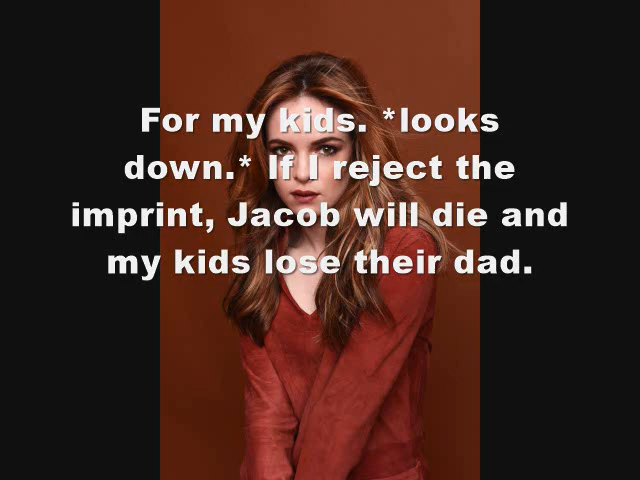 For my kids. *looks
down.* If I reject the
imprint, Jacob will die and
my kids lose their dad.